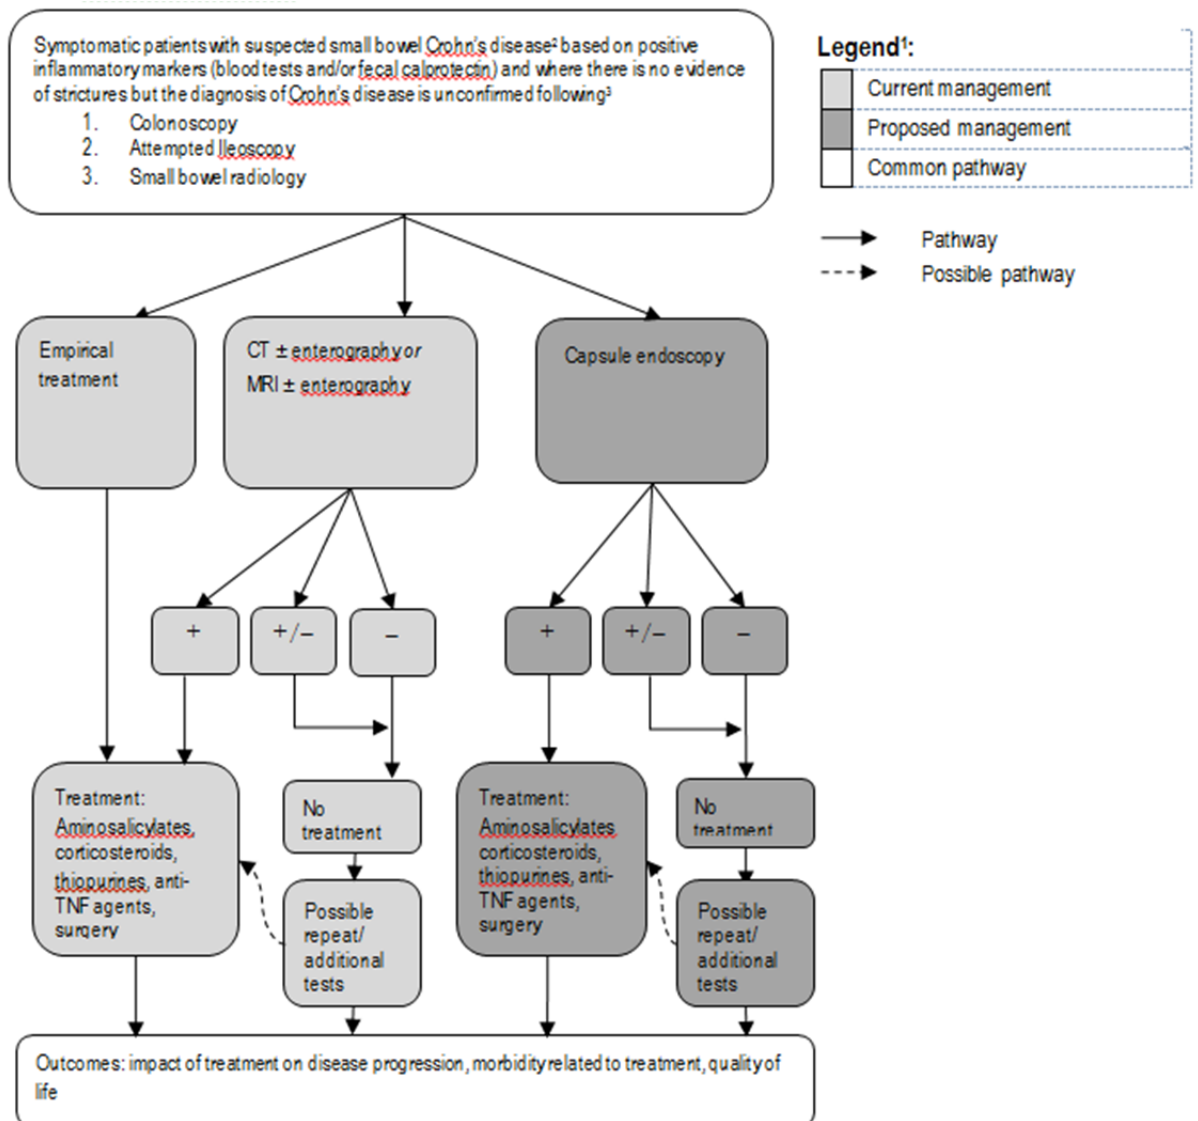 Symptomatic patients with suspected small bowel Crohn's disease² based on positive
inflammatory markers (blood tests and/or fecal calprotectin) and where there is no evidence
of strictures but the diagnosis of Crohn's disease is unconfirmed following³
1. Colonoscopy
2. Attempted Ileoscopy
3. Small bowel radiology
Legend¹:
Current management
Proposed management
Common pathway
Pathway
Possible pathway
Empirical
treatment
CT ± enterography or
MRI ± enterography
Capsule endoscopy
+
+/–
–
+
+/–
–
Treatment:
Aminosalicylates,
corticosteroids,
thiopurines, anti-
TNF agents,
surgery
No
treatment
Possible
repeat/
additional
tests
Treatment:
Aminosalicylates
corticosteroids,
thiopurines, anti-
TNF agents,
surgery
No
treatment
Possible
repeat/
additional
tests
Outcomes: impact of treatment on disease progression, morbidity related to treatment, quality of
life